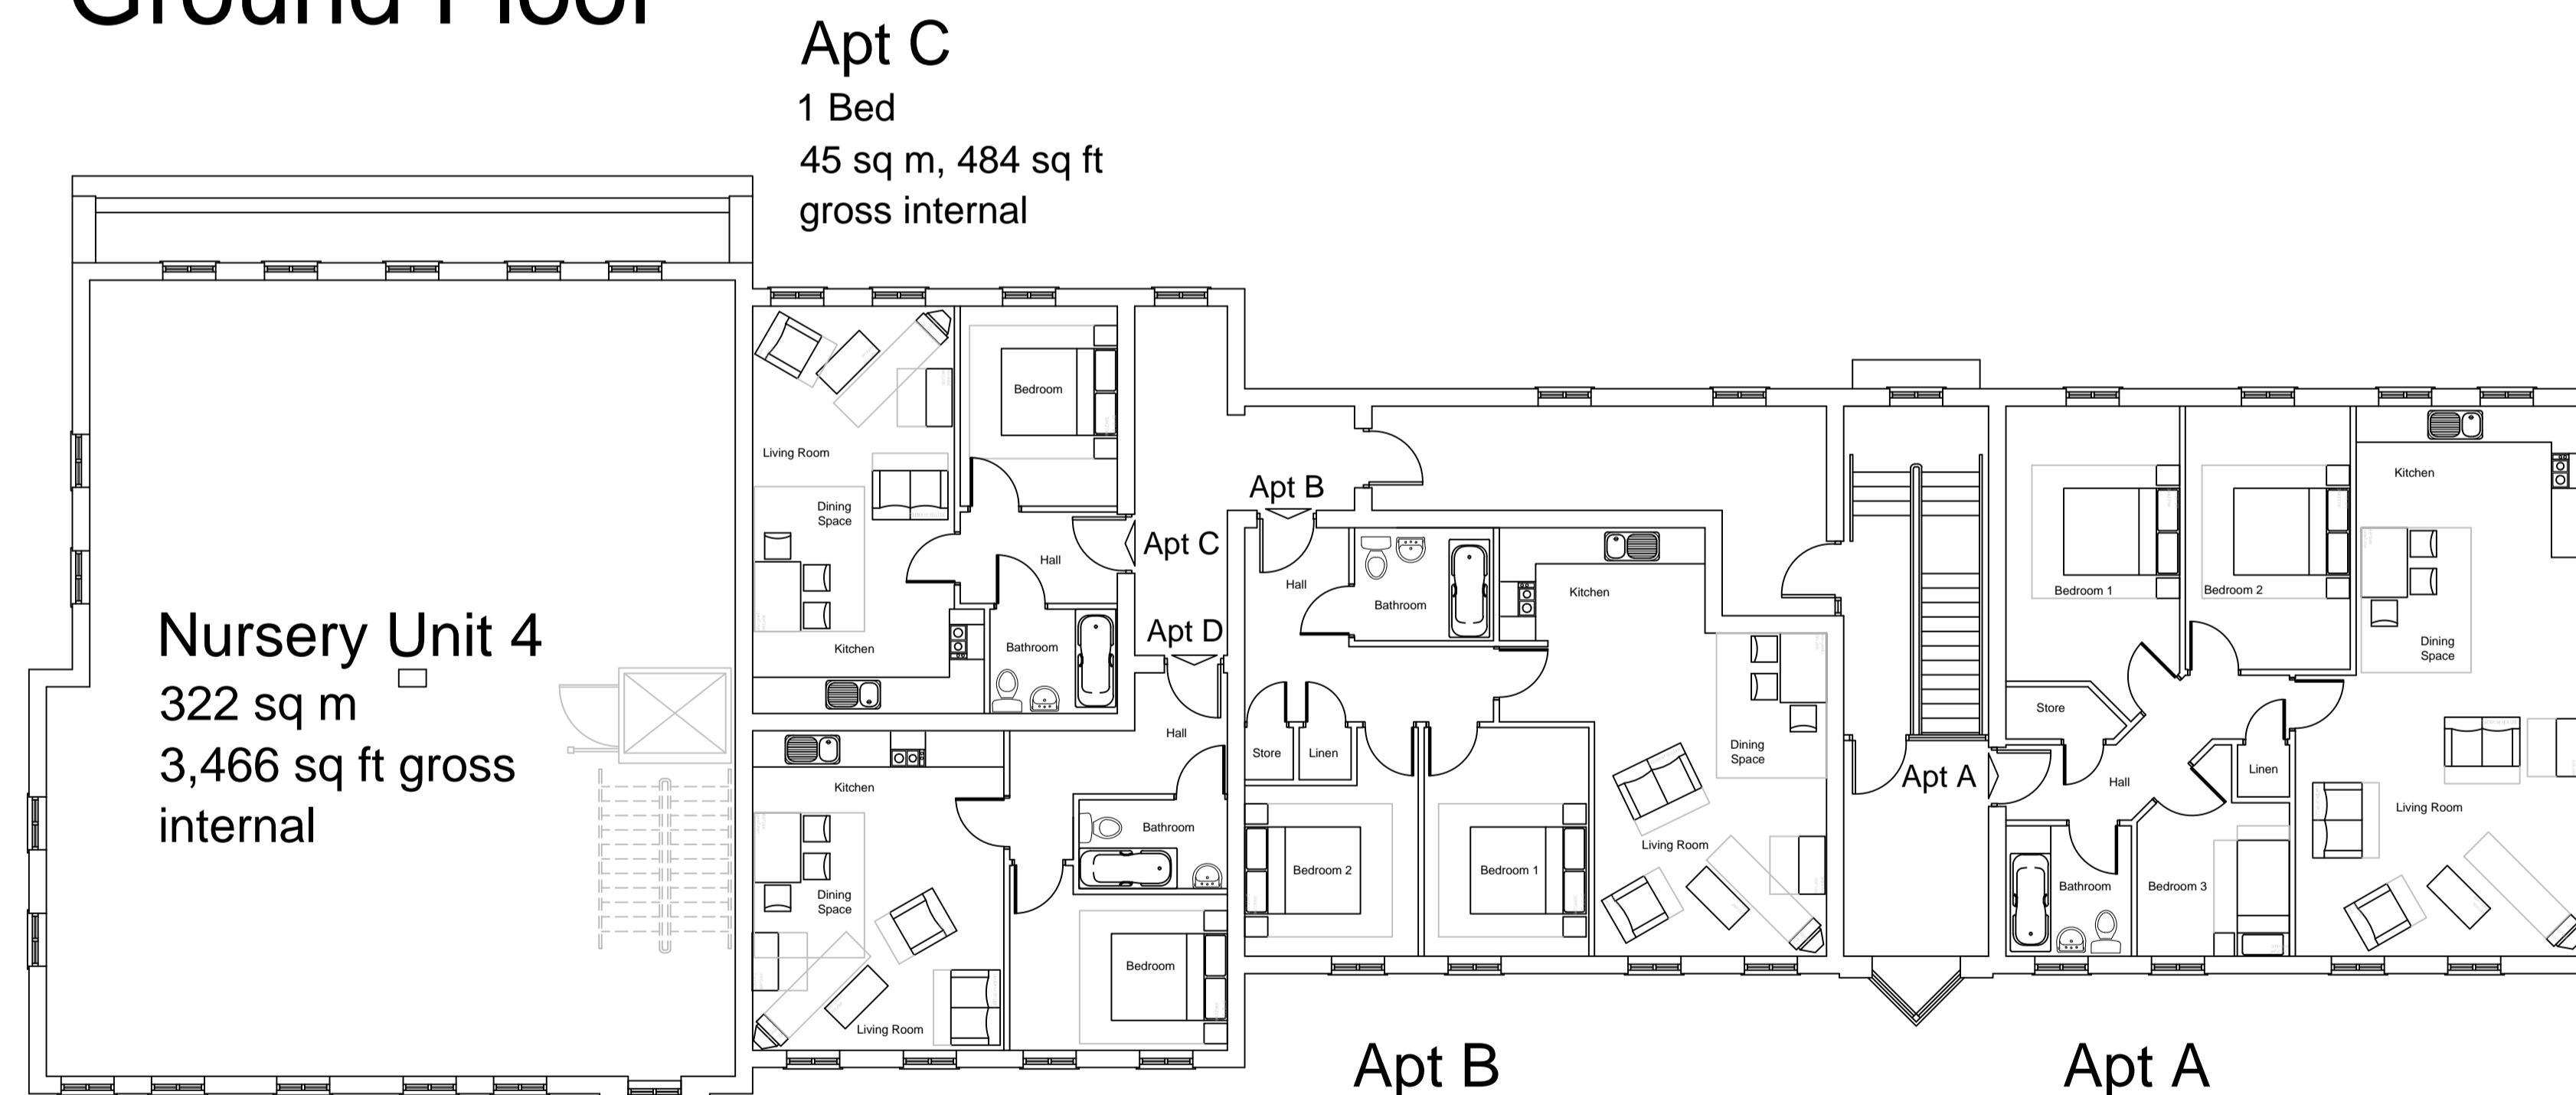 Ground Floor
Apt C
1 Bed
45 sq m, 484 sq ft
gross internal
Nursery Unit 4
322 sq m
3,466 sq ft gross
internal
Living Room
Dining
Space
Kitchen
Bedroom
Hall
Bathroom
Apt C
Apt D
Kitchen
Dining
Space
Living Room
Hall
Bathroom
Bedroom
Apt B
Hall
Bathroom
Kitchen
Store
Linen
Bedroom 2
Bedroom 1
Dining
Space
Living Room
Apt A
Bedroom 1
Bedroom 2
Kitchen
Dining
Space
Store
Hall
Linen
Living Room
Bathroom
Bedroom 3
Apt B
Apt A